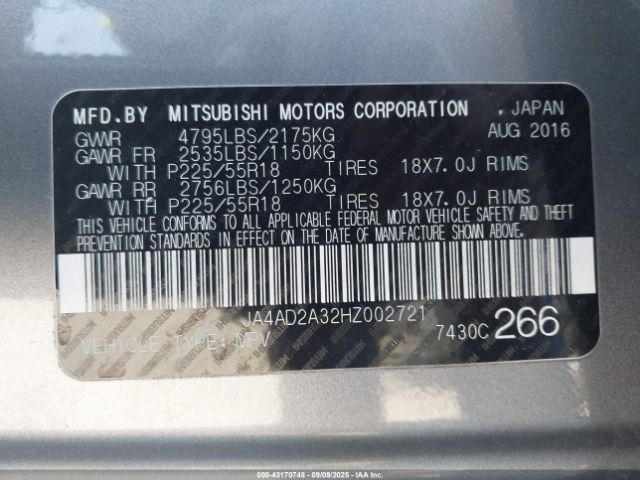 MFD.BY MITSUBISHI MOTORS CORPORATION , JAPAN
GVWR 4795LBS/2175KG AUG 2016
GAWR FR 2535LBS/1150KG
WITH P225/55R18 TIRES 18X7.0J RIMS
GAWR RR 2756LBS/1250KG
WITH P225/55R18 TIRES 18X7.0J RIMS
THIS VEHICLE CONFORMS TO ALL APPLICABLE FEDERAL MOTOR VEHICLE SAFETY AND THEFT
PREVENTION STANDARDS IN EFFECT ON THE DATE OF MANUFACTURE SHOWN ABOVE.
JA4AD2A32HZ002721
VEHICLE TYPE: MPV 7430C 266
000-43170748 - 09/09/2025 - IAAI.com